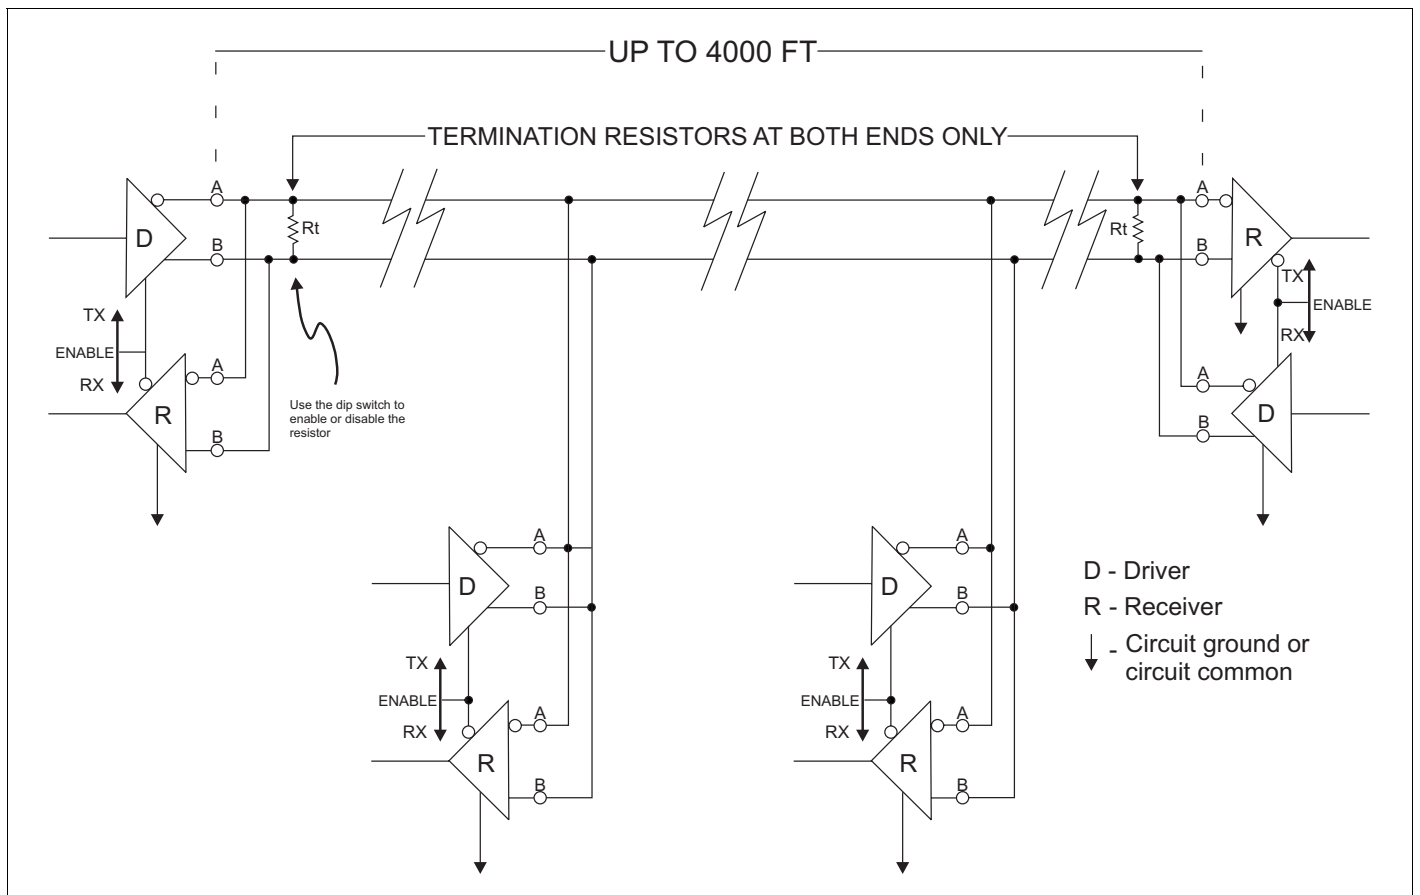 UP TO 4000 FT
TERMINATION RESISTORS AT BOTH ENDS ONLY
A
A
D
Rt
Rt
R
B
B
TX
TX
ENABLE
ENABLE
RX
RX
A
A
R
D
B
B
Use the dip switch to
enable or disable the
resistor
A
A
D
D
B
B
D - Driver
R - Receiver
- Circuit ground or
circuit common
TX
TX
ENABLE
ENABLE
RX
RX
A
A
R
R
B
B